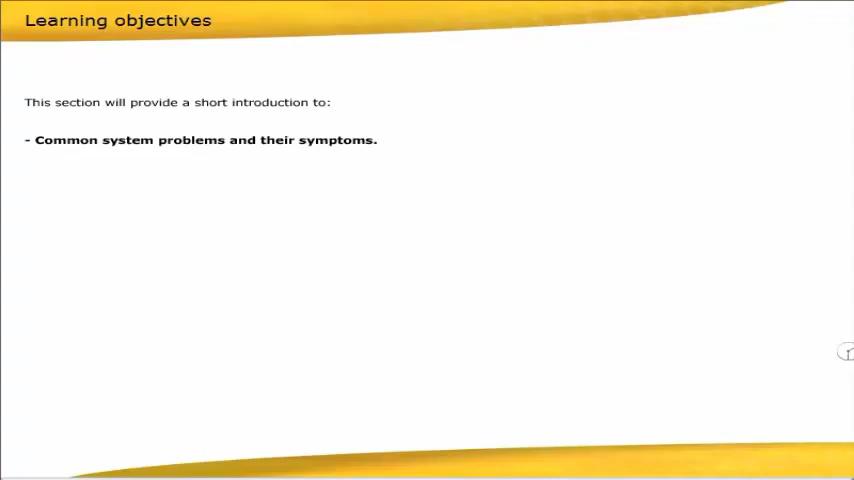 Learning objectives
This section will provide a short introduction to:
- Common system problems and their symptoms.